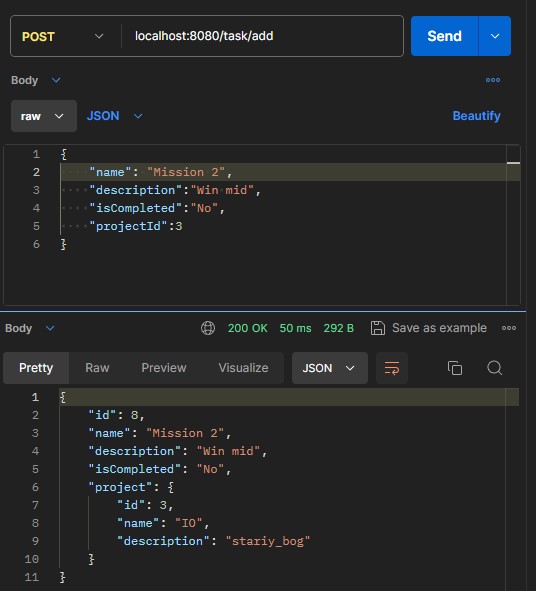 POST localhost:8080/task/add Send
Body
raw JSON Beautify
1 {
2 "name": "Mission 2",
3 "description":"Win mid",
4 "isCompleted":"No",
5 "projectId":3
6 }
Body 200 OK 50 ms 292 B Save as example
Pretty Raw Preview Visualize JSON
1 {
2 "id": 8,
3 "name": "Mission 2",
4 "description": "Win mid",
5 "isCompleted": "No",
6 "project": {
7 "id": 3,
8 "name": "IO",
9 "description": "stariy_bog"
10 }
11 }